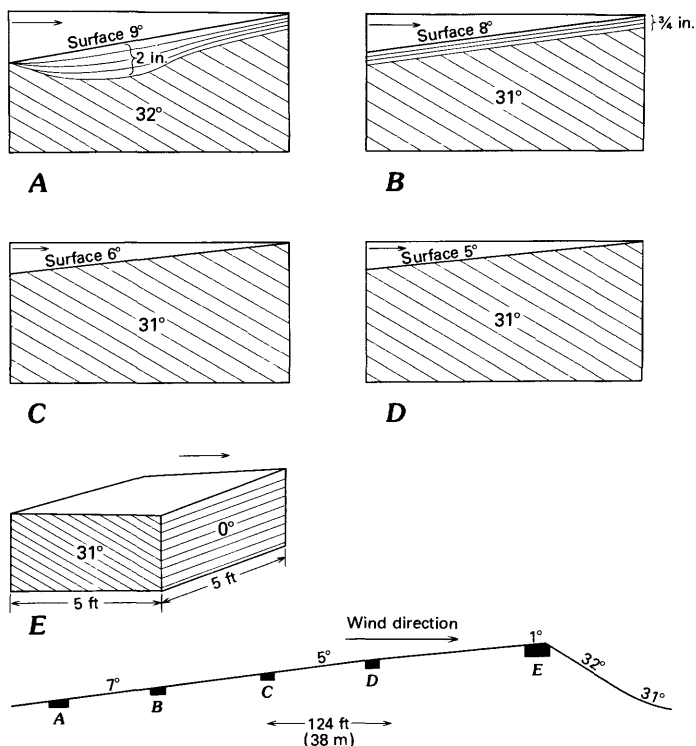 Surface 9°
2 in.
32°
A
Surface 8°
¾ in.
31°
B
Surface 6°
31°
C
Surface 5°
31°
D
31°
0°
5 ft
5 ft
E
Wind direction
7°
5°
1°
32°
31°
A
B
C
D
E
124 ft
(38 m)